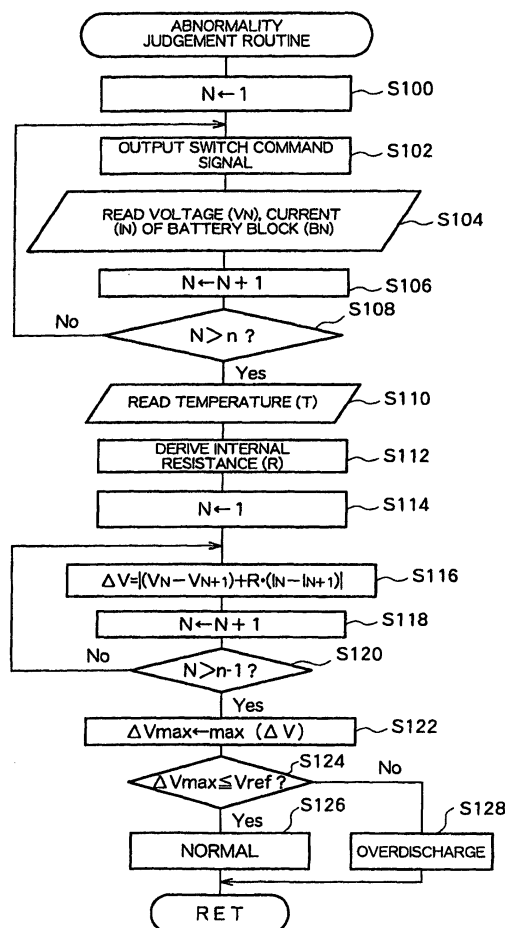 ABNORMALITY
JUDGEMENT ROUTINE
N←1
S100
OUTPUT SWITCH COMMAND
SIGNAL
S102
READ VOLTAGE (VN), CURRENT
(IN) OF BATTERY BLOCK (BN)
S104
N←N+1
S106
S108
No
N>n ?
Yes
READ TEMPERATURE (T)
S110
DERIVE INTERNAL
RESISTANCE (R)
S112
N←1
S114
ΔV=|(VN−VN+1)+R•(IN−IN+1)|
S116
N←N+1
S118
S120
No
N>n-1 ?
Yes
ΔVmax←max (ΔV)
S122
S124
ΔVmax≦Vref ?
No
Yes
S126
NORMAL
S128
OVERDISCHARGE
RET